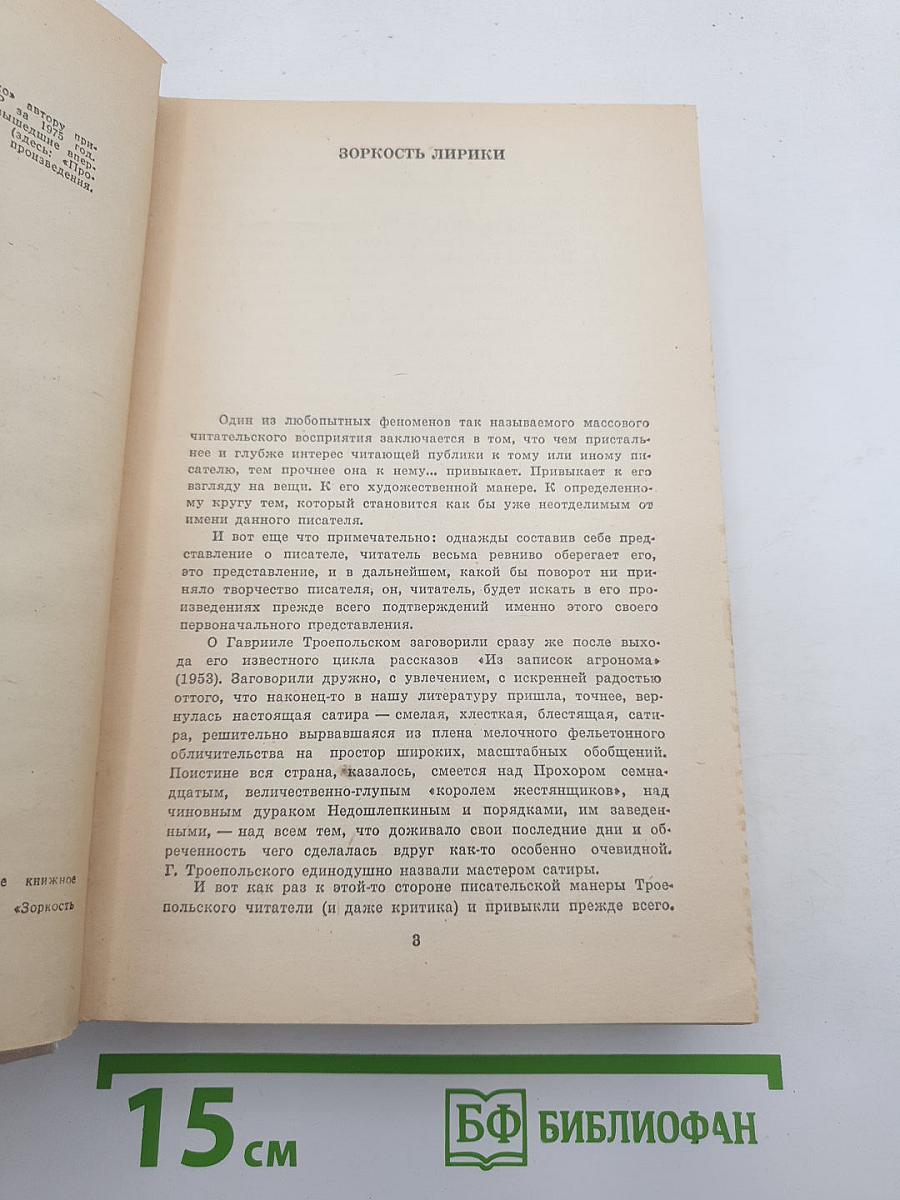 о» автору при-
Р за 1975 год.
вышедшие впер-
(здесь: «Про-
произведения.
е книжное
«Зоркость
ЗОРКОСТЬ ЛИРИКИ
Один из любопытных феноменов так называемого массового
читательского восприятия заключается в том, что чем присталь-
нее и глубже интерес читающей публики к тому или иному пи-
сателю, тем прочнее она к нему... привыкает. Привыкает к его
взгляду на вещи. К его художественной манере. К определенно-
му кругу тем, который становится как бы уже неотделимым от
имени данного писателя.
И вот еще что примечательно: однажды составив себе пред-
ставление о писателе, читатель весьма ревниво оберегает его,
это представление, и в дальнейшем, какой бы поворот ни при-
няло творчество писателя, он, читатель, будет искать в его про-
изведениях прежде всего подтверждений именно этого своего
первоначального представления.
О Гаврииле Троепольском заговорили сразу же после выхо-
да его известного цикла рассказов «Из записок агронома»
(1953). Заговорили дружно, с увлечением, с искренней радостью
оттого, что наконец-то в нашу литературу пришла, точнее, вер-
нулась настоящая сатира — смелая, хлесткая, блестящая, сати-
ра, решительно вырвавшаяся из плена мелочного фельетонного
обличительства на простор широких, масштабных обобщений.
Поистине вся страна, казалось, смеется над Прохором семна-
дцатым, величественно-глупым «королем жестянщиков», над
чиновным дураком Недошлепкиным и порядками, им заведен-
ными, — над всем тем, что доживало свои последние дни и об-
реченность чего сделалась вдруг как-то особенно очевидной.
Г. Троепольского единодушно назвали мастером сатиры.
И вот как раз к этой-то стороне писательской манеры Трое-
польского читатели (и даже критика) и привыкли прежде всего.
3
15 см
БФ БИБЛИОФАН